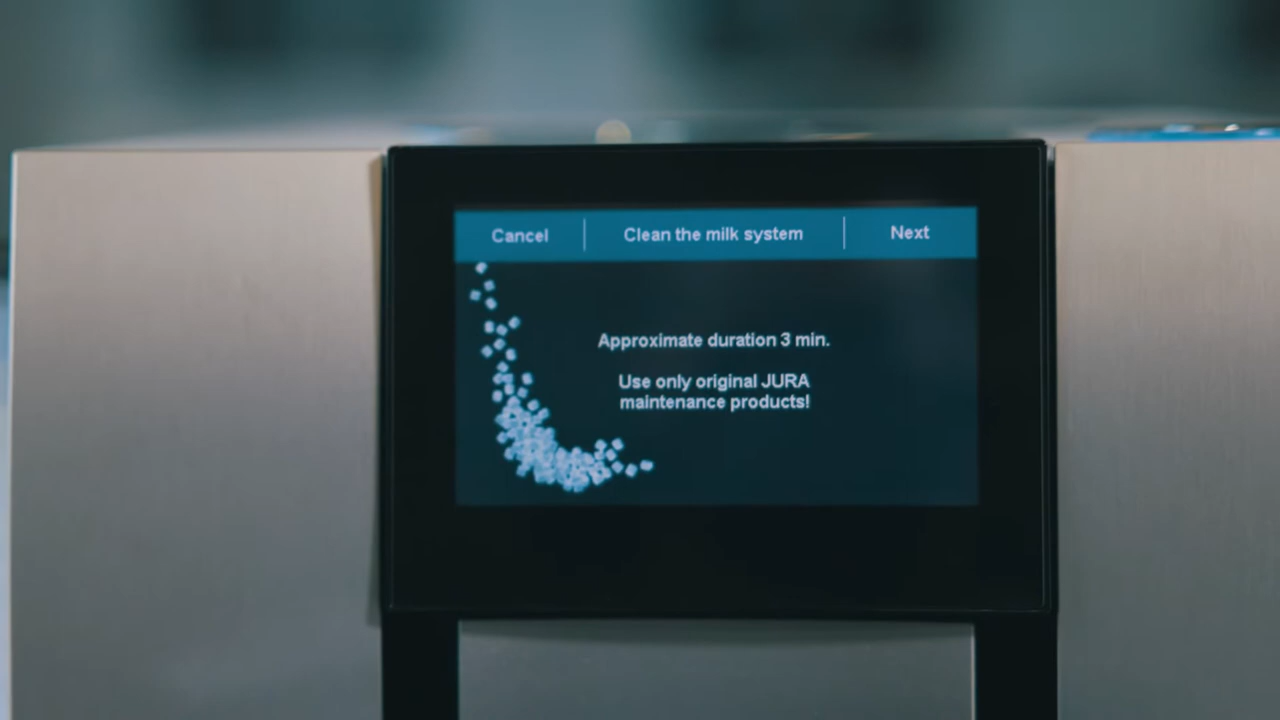 Cancel
Clean the milk system
Next
Approximate duration 3 min.
Use only original JURA
maintenance products!